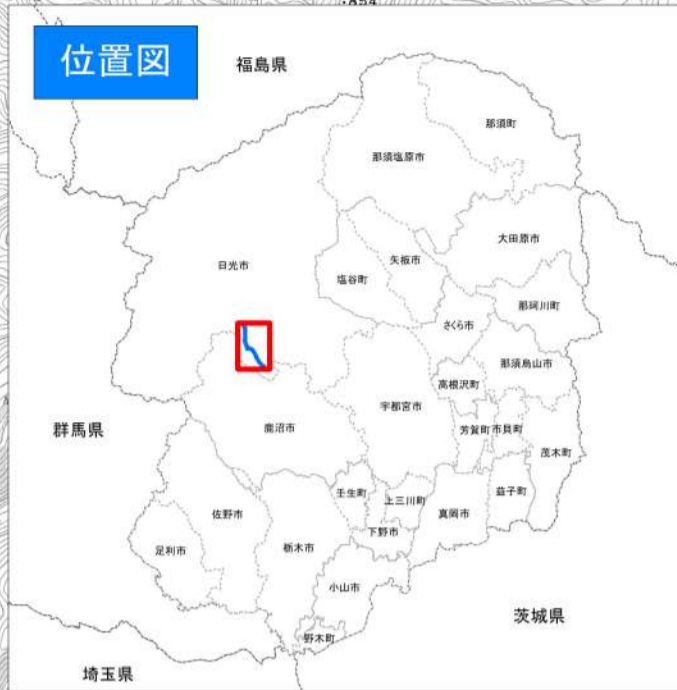 ･854
位置図
福島県
那須町
那須塩原市
大田原市
日光市
矢板市
塩谷町
那珂川町
さくら市
那須烏山市
高根沢町
宇都宮市
群馬県
鹿沼市
芳賀町
市貝町
茂木町
壬生町
上三川町
真岡市
益子町
佐野市
下野市
足利市
栃木市
小山市
茨城県
野木町
埼玉県